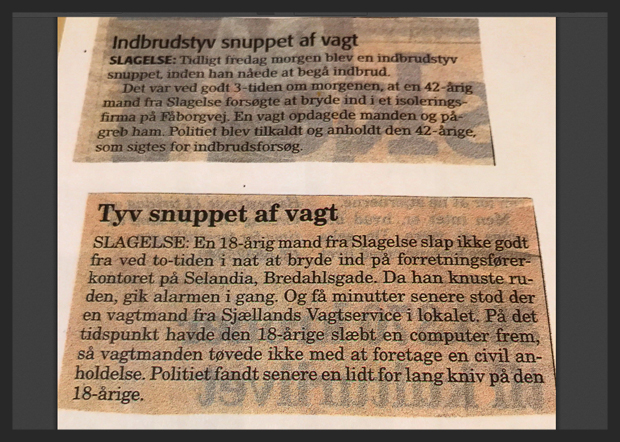 Indbrudstyv snuppet af vagt
SLAGELSE: Tidligt fredag morgen blev en indbrudstyv
snuppet, inden han nåede at begå indbrud.
Det var ved godt 3-tiden om morgenen, at en 42-årig
mand fra Slagelse forsøgte at bryde ind i et isolerings-
firma på Fåborgvej. En vagt opdagede manden og på-
greb ham. Politiet blev tilkaldt og anholdt den 42-årige,
som sigtes for indbrudsforsøg.
Tyv snuppet af vagt
SLAGELSE: En 18-årig mand fra Slagelse slap ikke godt
fra ved to-tiden i nat at bryde ind på forretningsfører-
kontoret på Selandia, Bredahlsgade. Da han knuste ru-
den, gik alarmen i gang. Og få minutter senere stod der
en vagtmand fra Sjællands Vagtservice i lokalet. På det
tidspunkt havde den 18-årige slæbt en computer frem,
så vagtmanden tøvede ikke med at foretage en civil an-
holdelse. Politiet fandt senere en lidt for lang kniv på den
18-årige.